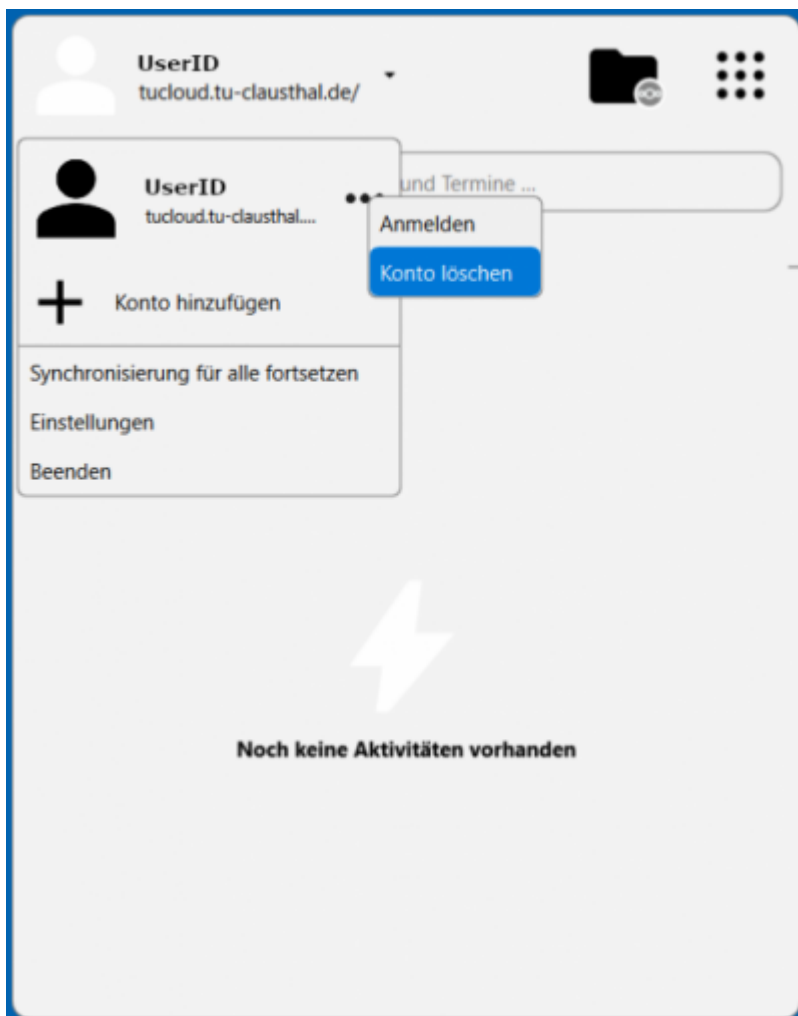 UserID
tucloud.tu-clausthal.de/
und Termine ...
UserID
tucloud.tu-clausthal....
Anmelden
Konto löschen
Konto hinzufügen
Synchronisierung für alle fortsetzen
Einstellungen
Beenden
Noch keine Aktivitäten vorhanden